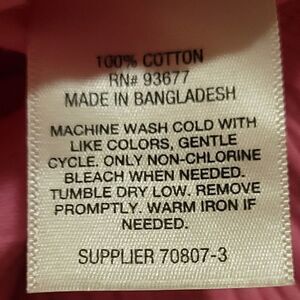 100% COTTON
RN# 93677
MADE IN BANGLADESH
MACHINE WASH COLD WITH
LIKE COLORS, GENTLE
CYCLE. ONLY NON-CHLORINE
BLEACH WHEN NEEDED.
TUMBLE DRY LOW. REMOVE
PROMPTLY. WARM IRON IF
NEEDED.
SUPPLIER 70807-3